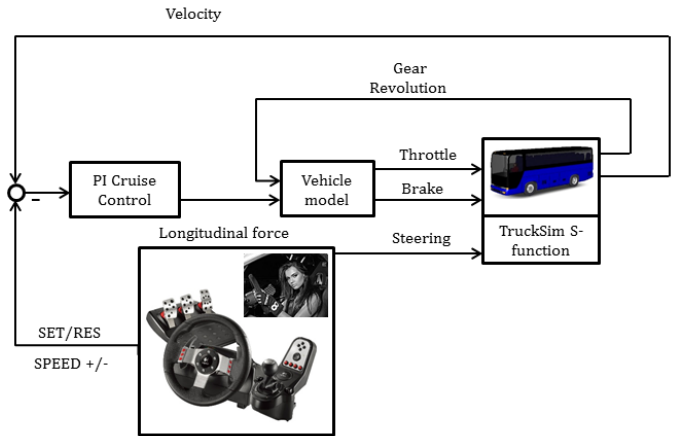 Velocity
Gear
Revolution
PI Cruise
Control
Vehicle
model
Throttle
Brake
-
Longitudinal force
Steering
TruckSim S-
function
SET/RES
SPEED +/-